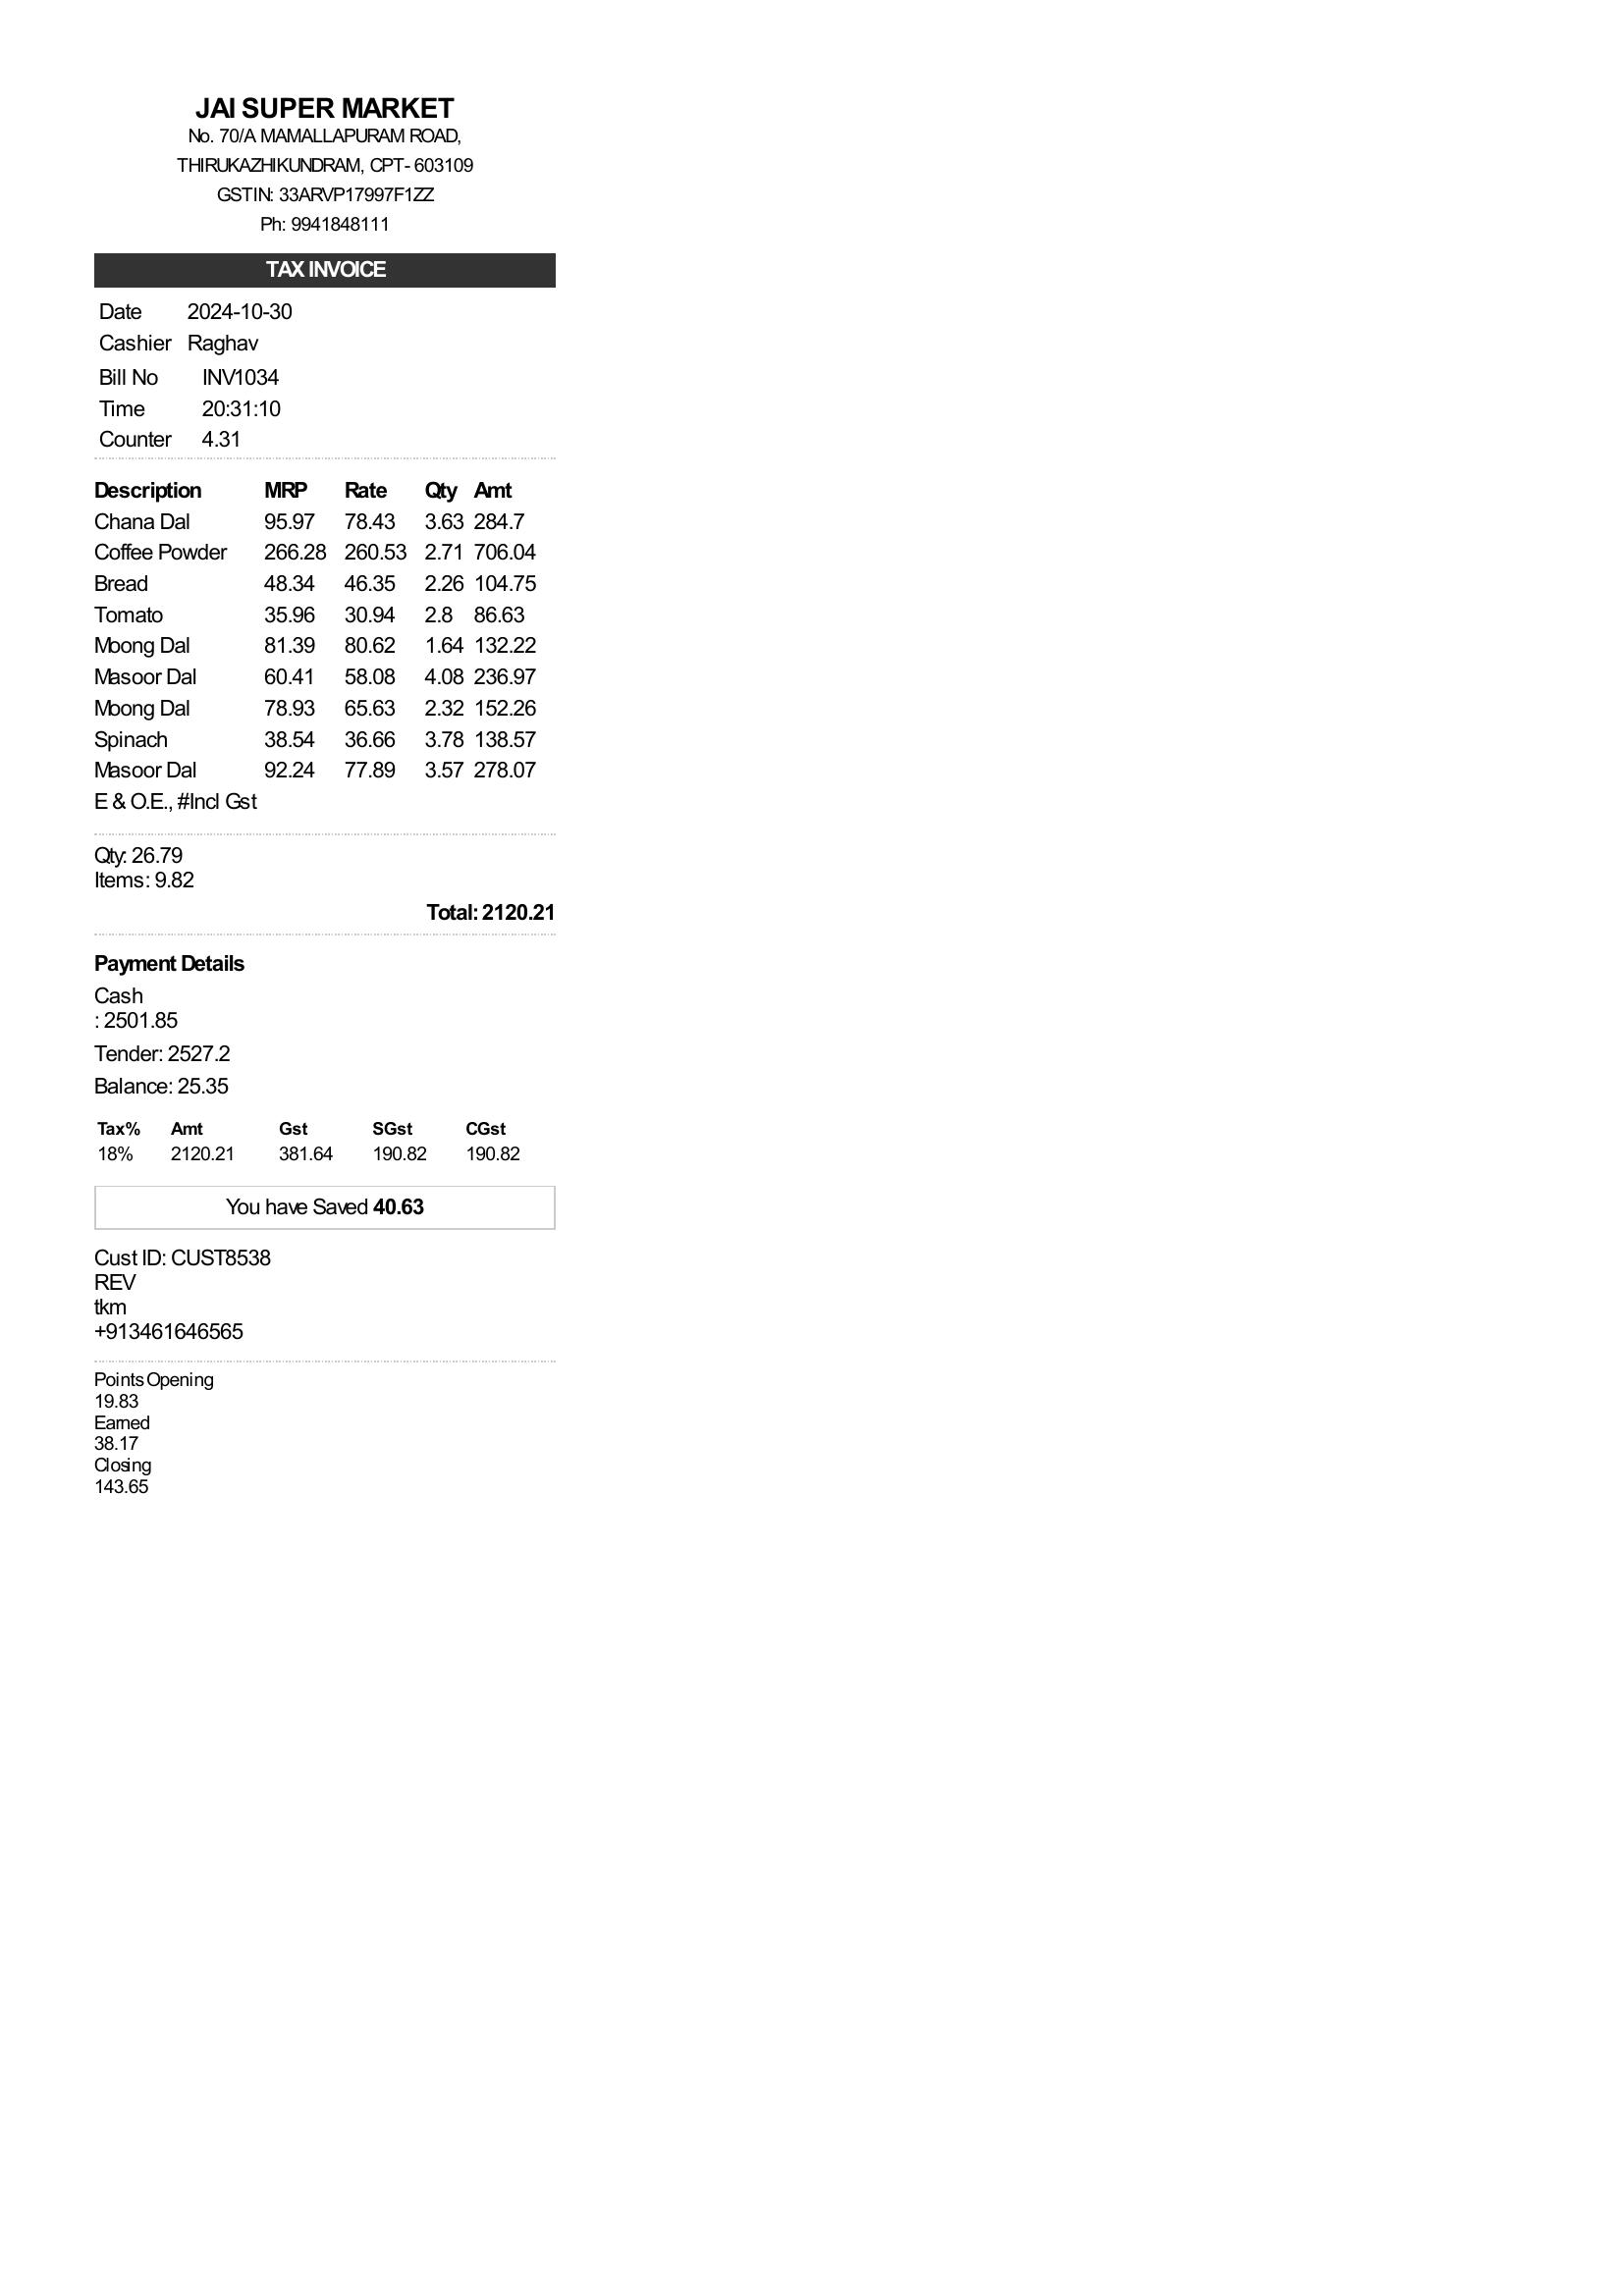 JAI SUPER MARKET
No. 70/A MAMALLAPURAM ROAD,
THIRUKAZHIKUNDRAM, CPT- 603109
GSTIN: 33ARVP17997F1ZZ
Ph: 9941848111
TAX INVOICE
Date 2024-10-30
Cashier Raghav
Bill No INV1034
Time 20:31:10
Counter 4.31
Description MRP Rate Qty Amt
Chana Dal 95.97 78.43 3.63 284.7
Coffee Powder 266.28 260.53 2.71 706.04
Bread 48.34 46.35 2.26 104.75
Tomato 35.96 30.94 2.8 86.63
Moong Dal 81.39 80.62 1.64 132.22
Masoor Dal 60.41 58.08 4.08 236.97
Moong Dal 78.93 65.63 2.32 152.26
Spinach 38.54 36.66 3.78 138.57
Masoor Dal 92.24 77.89 3.57 278.07
E & O.E., #Incl Gst
Qty: 26.79
Items: 9.82
Total: 2120.21
Payment Details
Cash
: 2501.85
Tender: 2527.2
Balance: 25.35
Tax% Amt Gst SGst CGst
18% 2120.21 381.64 190.82 190.82
You have Saved 40.63
Cust ID: CUST8538
REV
tkm
+913461646565
Points Opening
19.83
Earned
38.17
Closing
143.65